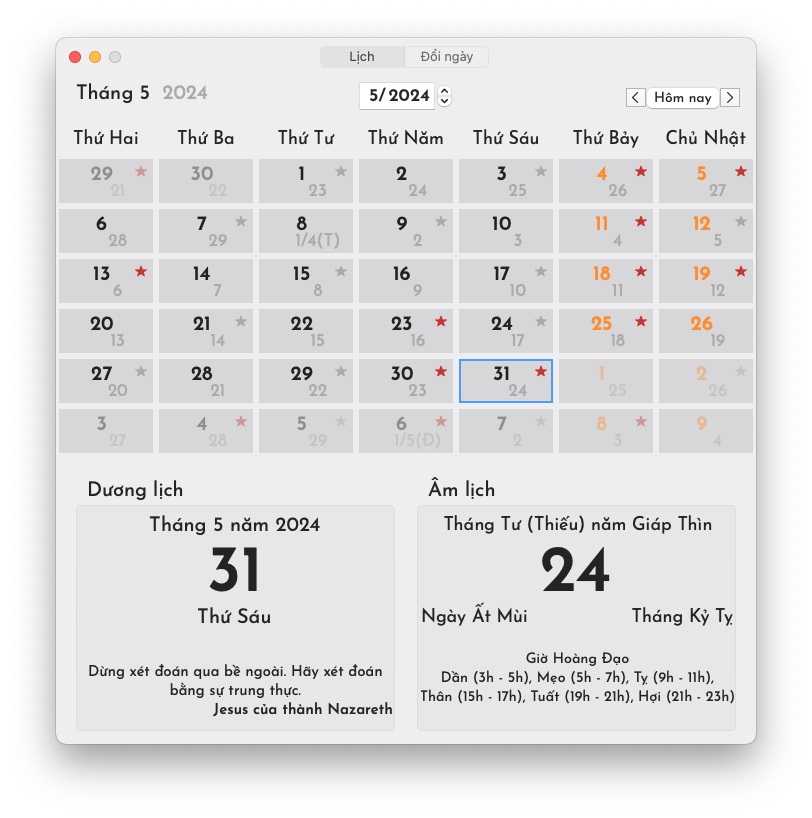 Lịch Đổi ngày
Tháng 5 2024 5/2024 Hôm nay
Thứ Hai Thứ Ba Thứ Tư Thứ Năm Thứ Sáu Thứ Bảy Chủ Nhật
29 30 1 2 3 4 5
21 22 23 24 25 26 27
6 7 8 9 10 11 12
28 29 1/4(T) 2 3 4 5
13 14 15 16 17 18 19
6 7 8 9 10 11 12
20 21 22 23 24 25 26
13 14 15 16 17 18 19
27 28 29 30 31 1 2
20 21 22 23 24 25 26
3 4 5 6 7 8 9
27 28 29 1/5(Đ) 2 3 4
Dương lịch
Tháng 5 năm 2024
31
Thứ Sáu
Dừng xét đoán qua bề ngoài. Hãy xét đoán
bằng sự trung thực.
Jesus của thành Nazareth
Âm lịch
Tháng Tư (Thiếu) năm Giáp Thìn
24
Ngày Ất Mùi Tháng Kỷ Tỵ
Giờ Hoàng Đạo
Dần (3h - 5h), Mẹo (5h - 7h), Tỵ (9h - 11h),
Thân (15h - 17h), Tuất (19h - 21h), Hợi (21h - 23h)